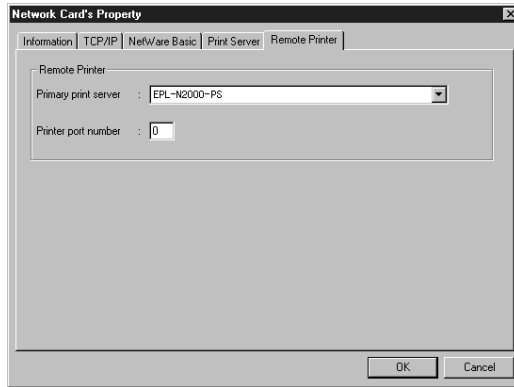 Network Card's Property
Information TCP/IP NetWare Basic Print Server Remote Printer
Remote Printer
Primary print server : EPL-N2000-PS
Printer port number : 0
OK Cancel